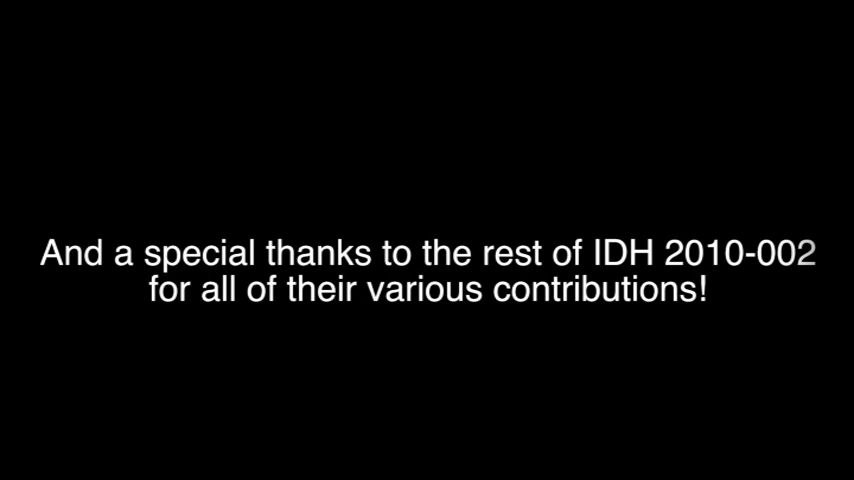 And a special thanks to the rest of IDH 2010-002
for all of their various contributions!